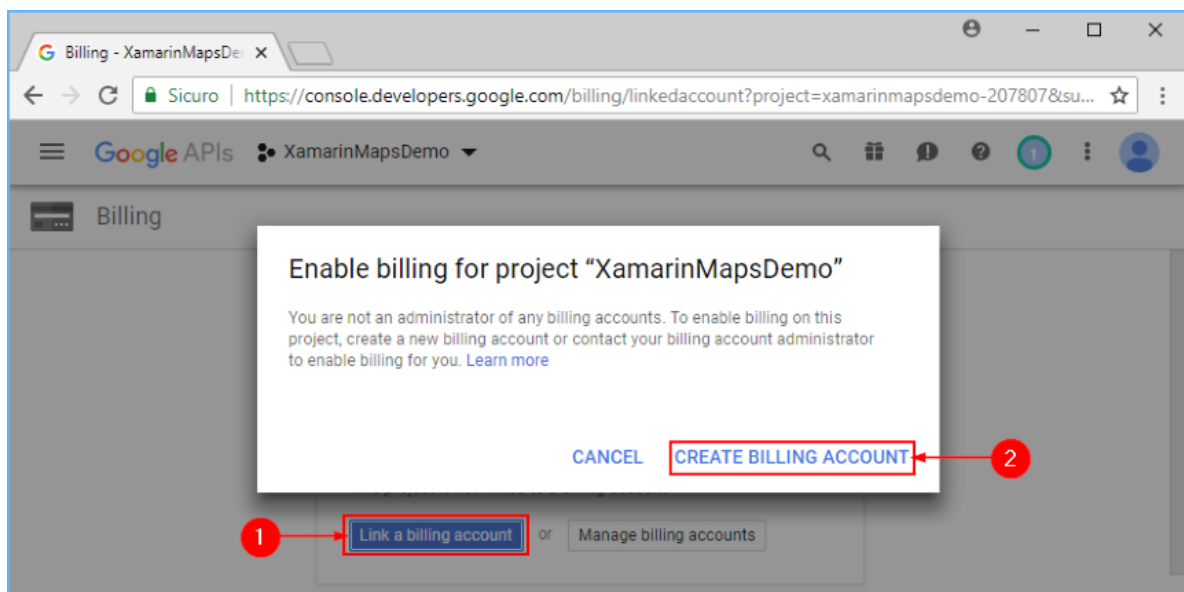 Billing - XamarinMapsDe
Sicuro | https://console.developers.google.com/billing/linkedaccount?project=xamarinmapsdemo-207807&su...
Google APIs XamarinMapsDemo
1
Billing
Enable billing for project “XamarinMapsDemo”
You are not an administrator of any billing accounts. To enable billing on this
project, create a new billing account or contact your billing account administrator
to enable billing for you. Learn more
CANCEL CREATE BILLING ACCOUNT 2
1 Link a billing account or Manage billing accounts